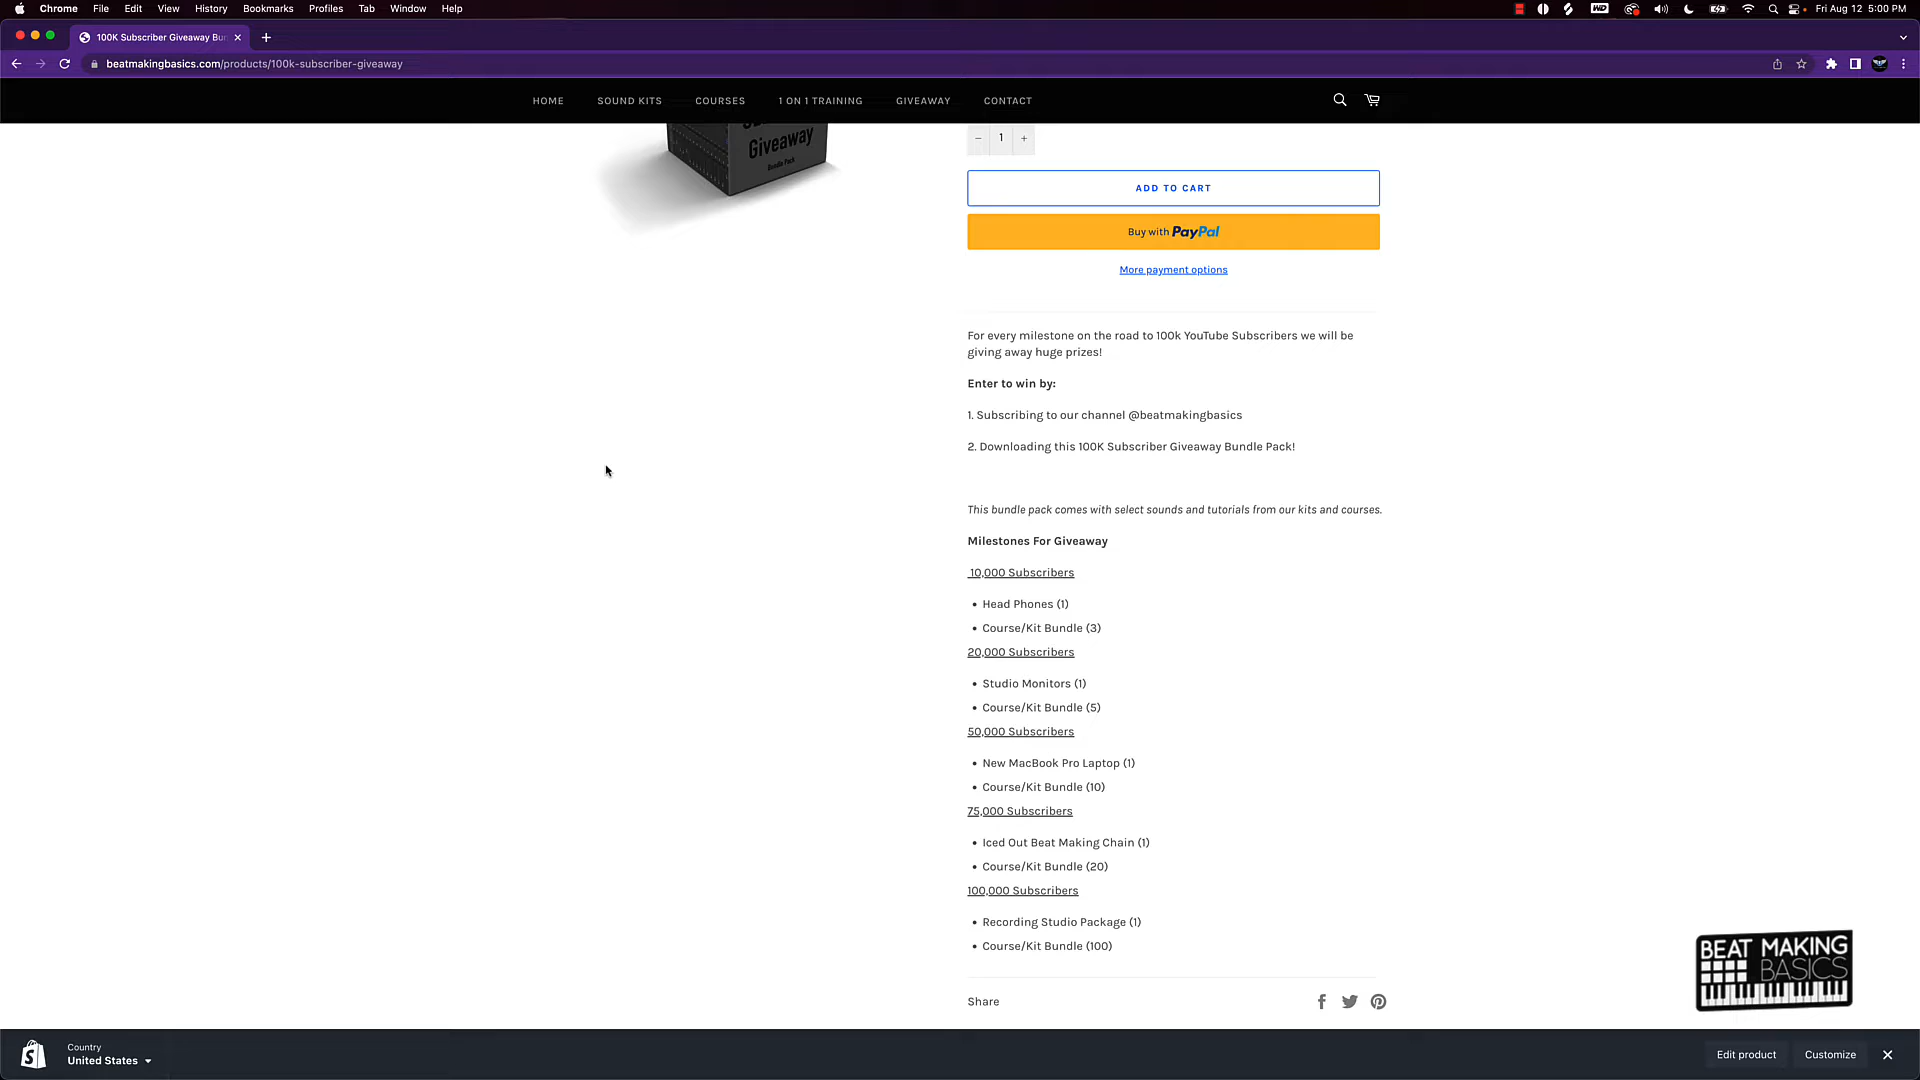 Chrome File Edit View History Bookmarks Profiles Tab Window Help
Fri Aug 12 5:00 PM
100K Subscriber Giveaway Bun
beatmakingbasics.com/products/100k-subscriber-giveaway
HOME SOUND KITS COURSES 1 ON 1 TRAINING GIVEAWAY CONTACT
Giveaway
Bundle Pack
− 1 +
ADD TO CART
Buy with PayPal
More payment options
For every milestone on the road to 100k YouTube Subscribers we will be
giving away huge prizes!
Enter to win by:
1. Subscribing to our channel @beatmakingbasics
2. Downloading this 100K Subscriber Giveaway Bundle Pack!
This bundle pack comes with select sounds and tutorials from our kits and courses.
Milestones For Giveaway
10,000 Subscribers
• Head Phones (1)
• Course/Kit Bundle (3)
20,000 Subscribers
• Studio Monitors (1)
• Course/Kit Bundle (5)
50,000 Subscribers
• New MacBook Pro Laptop (1)
• Course/Kit Bundle (10)
75,000 Subscribers
• Iced Out Beat Making Chain (1)
• Course/Kit Bundle (20)
100,000 Subscribers
• Recording Studio Package (1)
• Course/Kit Bundle (100)
Share
BEAT MAKING
BASICS
Country
United States
Edit product Customize